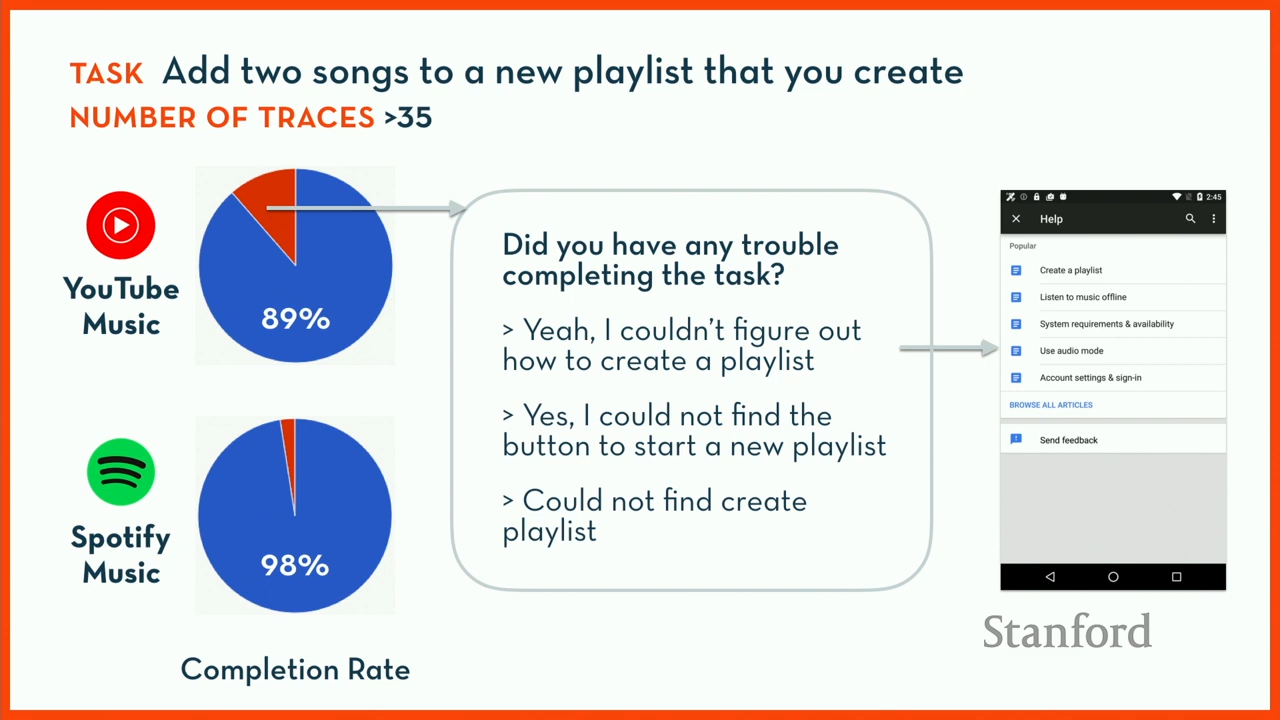 TASK Add two songs to a new playlist that you create
NUMBER OF TRACES >35
YouTube
Music
89%
Did you have any trouble
completing the task?
> Yeah, I couldn't figure out
how to create a playlist
> Yes, I could not find the
button to start a new playlist
> Could not find create
playlist
2:45
Help
Popular
Create a playlist
Listen to music offline
System requirements & availability
Use audio mode
Account settings & sign-in
BROWSE ALL ARTICLES
Send feedback
Spotify
Music
98%
Completion Rate
Stanford